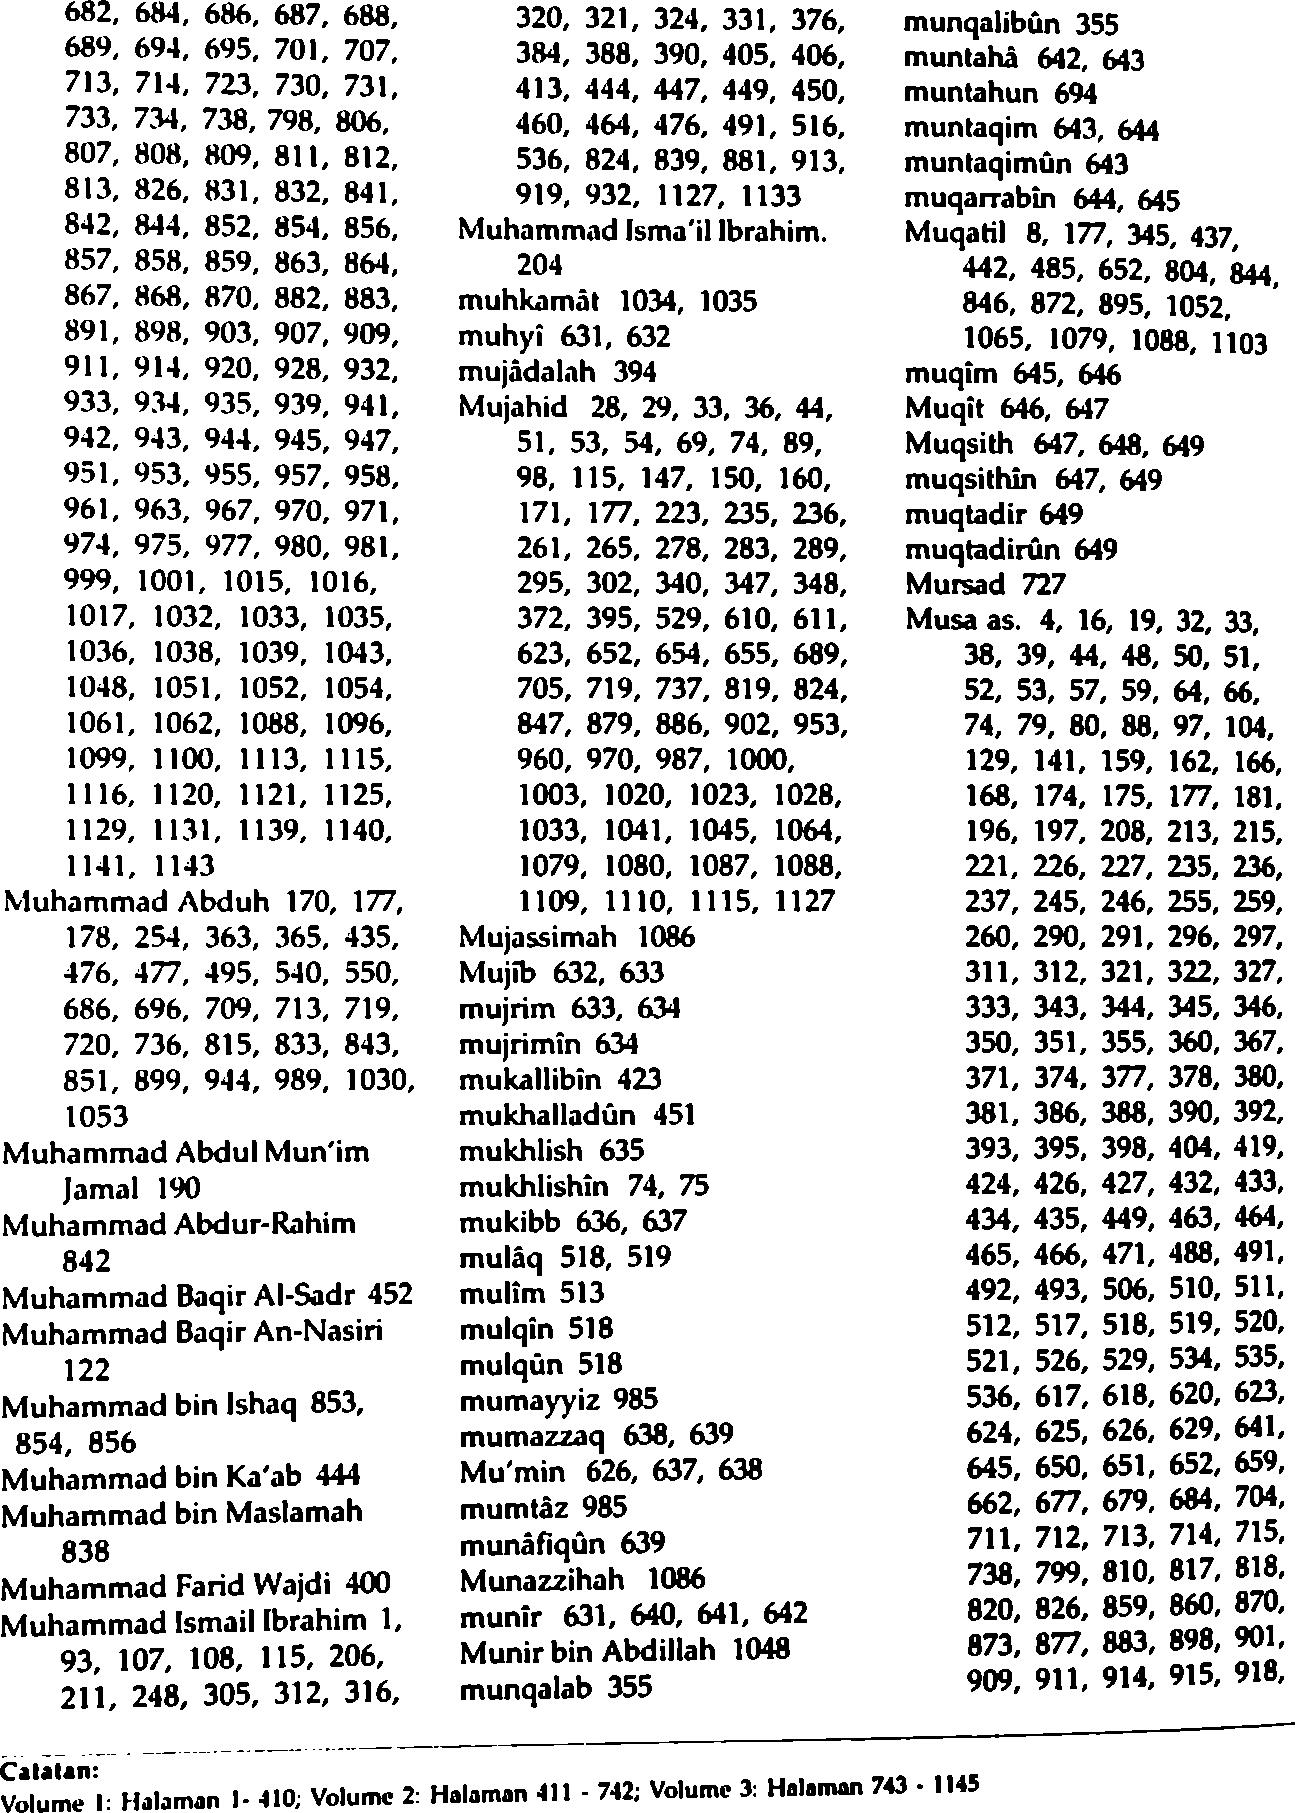 682, 684, 686, 687, 688,
689, 694, 695, 701, 707,
713, 714, 723, 730, 731,
733, 734, 738, 798, 806,
807, 808, 809, 811, 812,
813, 826, 831, 832, 841,
842, 844, 852, 854, 856,
857, 858, 859, 863, 864,
867, 868, 870, 882, 883,
891, 898, 903, 907, 909,
911, 914, 920, 928, 932,
933, 934, 935, 939, 941,
942, 943, 944, 945, 947,
951, 953, 955, 957, 958,
961, 963, 967, 970, 971,
974, 975, 977, 980, 981,
999, 1001, 1015, 1016,
1017, 1032, 1033, 1035,
1036, 1038, 1039, 1043,
1048, 1051, 1052, 1054,
1061, 1062, 1088, 1096,
1099, 1100, 1113, 1115,
1116, 1120, 1121, 1125,
1129, 1131, 1139, 1140,
1141, 1143
Muhammad Abduh 170, 177,
178, 254, 363, 365, 435,
476, 477, 495, 540, 550,
686, 696, 709, 713, 719,
720, 736, 815, 833, 843,
851, 899, 944, 989, 1030,
1053
Muhammad Abdul Mun'im
Jamal 190
Muhammad Abdur-Rahim
842
Muhammad Baqir Al-Sadr 452
Muhammad Baqir An-Nasiri
122
Muhammad bin Ishaq 853,
854, 856
Muhammad bin Ka'ab 444
Muhammad bin Maslamah
838
Muhammad Farid Wajdi 400
Muhammad Ismail Ibrahim 1,
93, 107, 108, 115, 206,
211, 248, 305, 312, 316,
320, 321, 324, 331, 376,
384, 388, 390, 405, 406,
413, 444, 447, 449, 450,
460, 464, 476, 491, 516,
536, 824, 839, 881, 913,
919, 932, 1127, 1133
Muhammad Isma'il Ibrahim.
204
muhkamât 1034, 1035
muhyî 631, 632
mujâdalah 394
Mujahid 28, 29, 33, 36, 44,
51, 53, 54, 69, 74, 89,
98, 115, 147, 150, 160,
171, 177, 223, 235, 236,
261, 265, 278, 283, 289,
295, 302, 340, 347, 348,
372, 395, 529, 610, 611,
623, 652, 654, 655, 689,
705, 719, 737, 819, 824,
847, 879, 886, 902, 953,
960, 970, 987, 1000,
1003, 1020, 1023, 1028,
1033, 1041, 1045, 1064,
1079, 1080, 1087, 1088,
1109, 1110, 1115, 1127
Mujassimah 1086
Mujîb 632, 633
mujrim 633, 634
mujrimîn 634
mukallibîn 423
mukhalladûn 451
mukhlish 635
mukhlishîn 74, 75
mukibb 636, 637
mulâq 518, 519
mulîm 513
mulqîn 518
mulqûn 518
mumayyiz 985
mumazzaq 638, 639
Mu'min 626, 637, 638
mumtâz 985
munâfiqûn 639
Munazzihah 1086
munîr 631, 640, 641, 642
Munir bin Abdillah 1048
munqalab 355
munqalibûn 355
muntahâ 642, 643
muntahun 694
muntaqim 643, 644
muntaqimûn 643
muqarrabîn 644, 645
Muqatil 8, 177, 345, 437,
442, 485, 652, 804, 844,
846, 872, 895, 1052,
1065, 1079, 1088, 1103
muqîm 645, 646
Muqît 646, 647
Muqsith 647, 648, 649
muqsithîn 647, 649
muqtadir 649
muqtadirûn 649
Mursad 727
Musa as. 4, 16, 19, 32, 33,
38, 39, 44, 48, 50, 51,
52, 53, 57, 59, 64, 66,
74, 79, 80, 88, 97, 104,
129, 141, 159, 162, 166,
168, 174, 175, 177, 181,
196, 197, 208, 213, 215,
221, 226, 227, 235, 236,
237, 245, 246, 255, 259,
260, 290, 291, 296, 297,
311, 312, 321, 322, 327,
333, 343, 344, 345, 346,
350, 351, 355, 360, 367,
371, 374, 377, 378, 380,
381, 386, 388, 390, 392,
393, 395, 398, 404, 419,
424, 426, 427, 432, 433,
434, 435, 449, 463, 464,
465, 466, 471, 488, 491,
492, 493, 506, 510, 511,
512, 517, 518, 519, 520,
521, 526, 529, 534, 535,
536, 617, 618, 620, 623,
624, 625, 626, 629, 641,
645, 650, 651, 652, 659,
662, 677, 679, 684, 704,
711, 712, 713, 714, 715,
738, 799, 810, 817, 818,
820, 826, 859, 860, 870,
873, 877, 883, 898, 901,
909, 911, 914, 915, 918,
Catatan:
Volume 1: Halaman 1- 410; Volume 2: Halaman 411 - 742; Volume 3: Halaman 743 - 1145